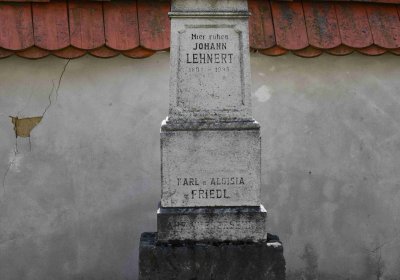 Hier ruhen
JOHANN
LEHNERT
KARL u. ALOISIA
FRIEDL